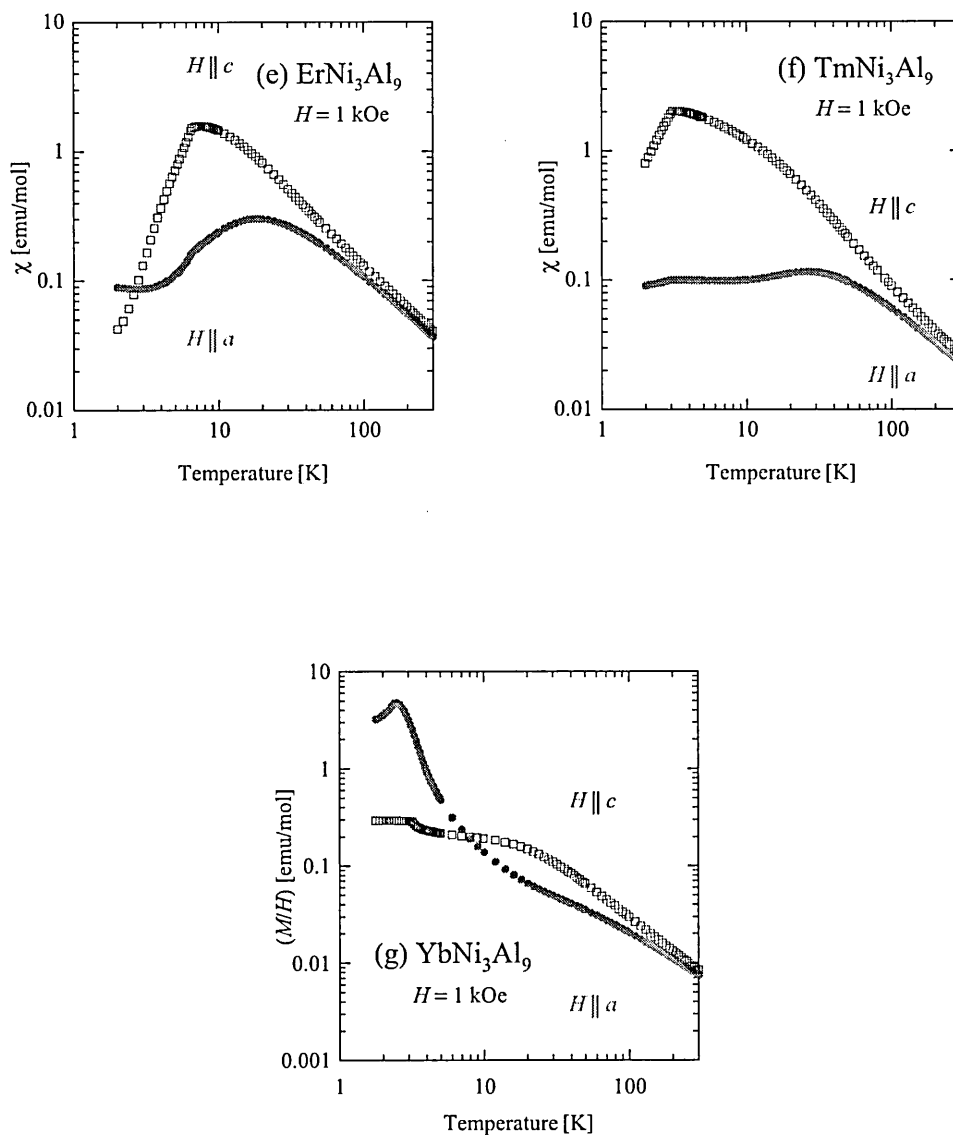 10
H || c
(e) ErNi₃Al₉
H = 1 kOe
1
χ [emu/mol]
0.1
H || a
0.01
1
10
100
Temperature [K]
10
(f) TmNi₃Al₉
H = 1 kOe
1
χ [emu/mol]
H || c
0.1
H || a
0.01
1
10
100
Temperature [K]
10
1
H || c
(M/H) [emu/mol]
0.1
0.01
(g) YbNi₃Al₉
H = 1 kOe
H || a
0.001
1
10
100
Temperature [K]